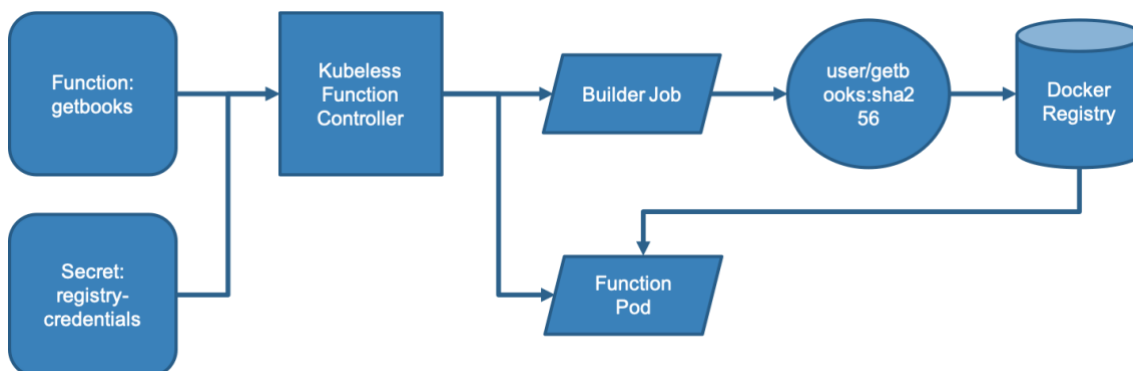 Function:
getbooks
Kubeless
Function
Controller
Builder Job
user/getb
ooks:sha2
56
Docker
Registry
Secret:
registry-
credentials
Function
Pod